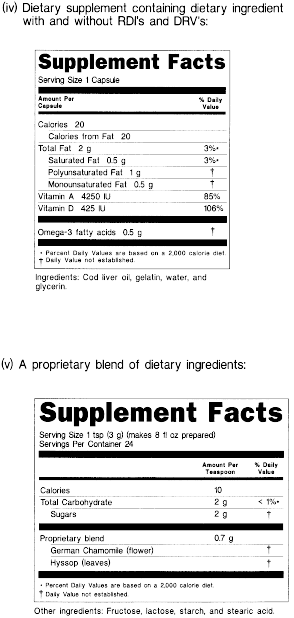 (iv) Dietary supplement containing dietary ingredient
with and without RDI's and DRV's:
Supplement Facts
Serving Size 1 Capsule
Amount Per Capsule % Daily Value
Calories 20
Calories from Fat 20
Total Fat 2 g 3%*
Saturated Fat 0.5 g 3%*
Polyunsaturated Fat 1 g †
Monounsaturated Fat 0.5 g †
Vitamin A 4250 IU 85%
Vitamin D 425 IU 106%
Omega-3 fatty acids 0.5 g †
* Percent Daily Values are based on a 2,000 calorie diet.
† Daily Value not established.
Ingredients: Cod liver oil, gelatin, water, and
glycerin.
(v) A proprietary blend of dietary ingredients:
Supplement Facts
Serving Size 1 tsp (3 g) (makes 8 fl oz prepared)
Servings Per Container 24
Amount Per Teaspoon % Daily Value
Calories 10
Total Carbohydrate 2 g < 1%*
Sugars 2 g †
Proprietary blend 0.7 g
German Chamomile (flower) †
Hyssop (leaves) †
* Percent Daily Values are based on a 2,000 calorie diet.
† Daily Value not established.
Other ingredients: Fructose, lactose, starch, and stearic acid.